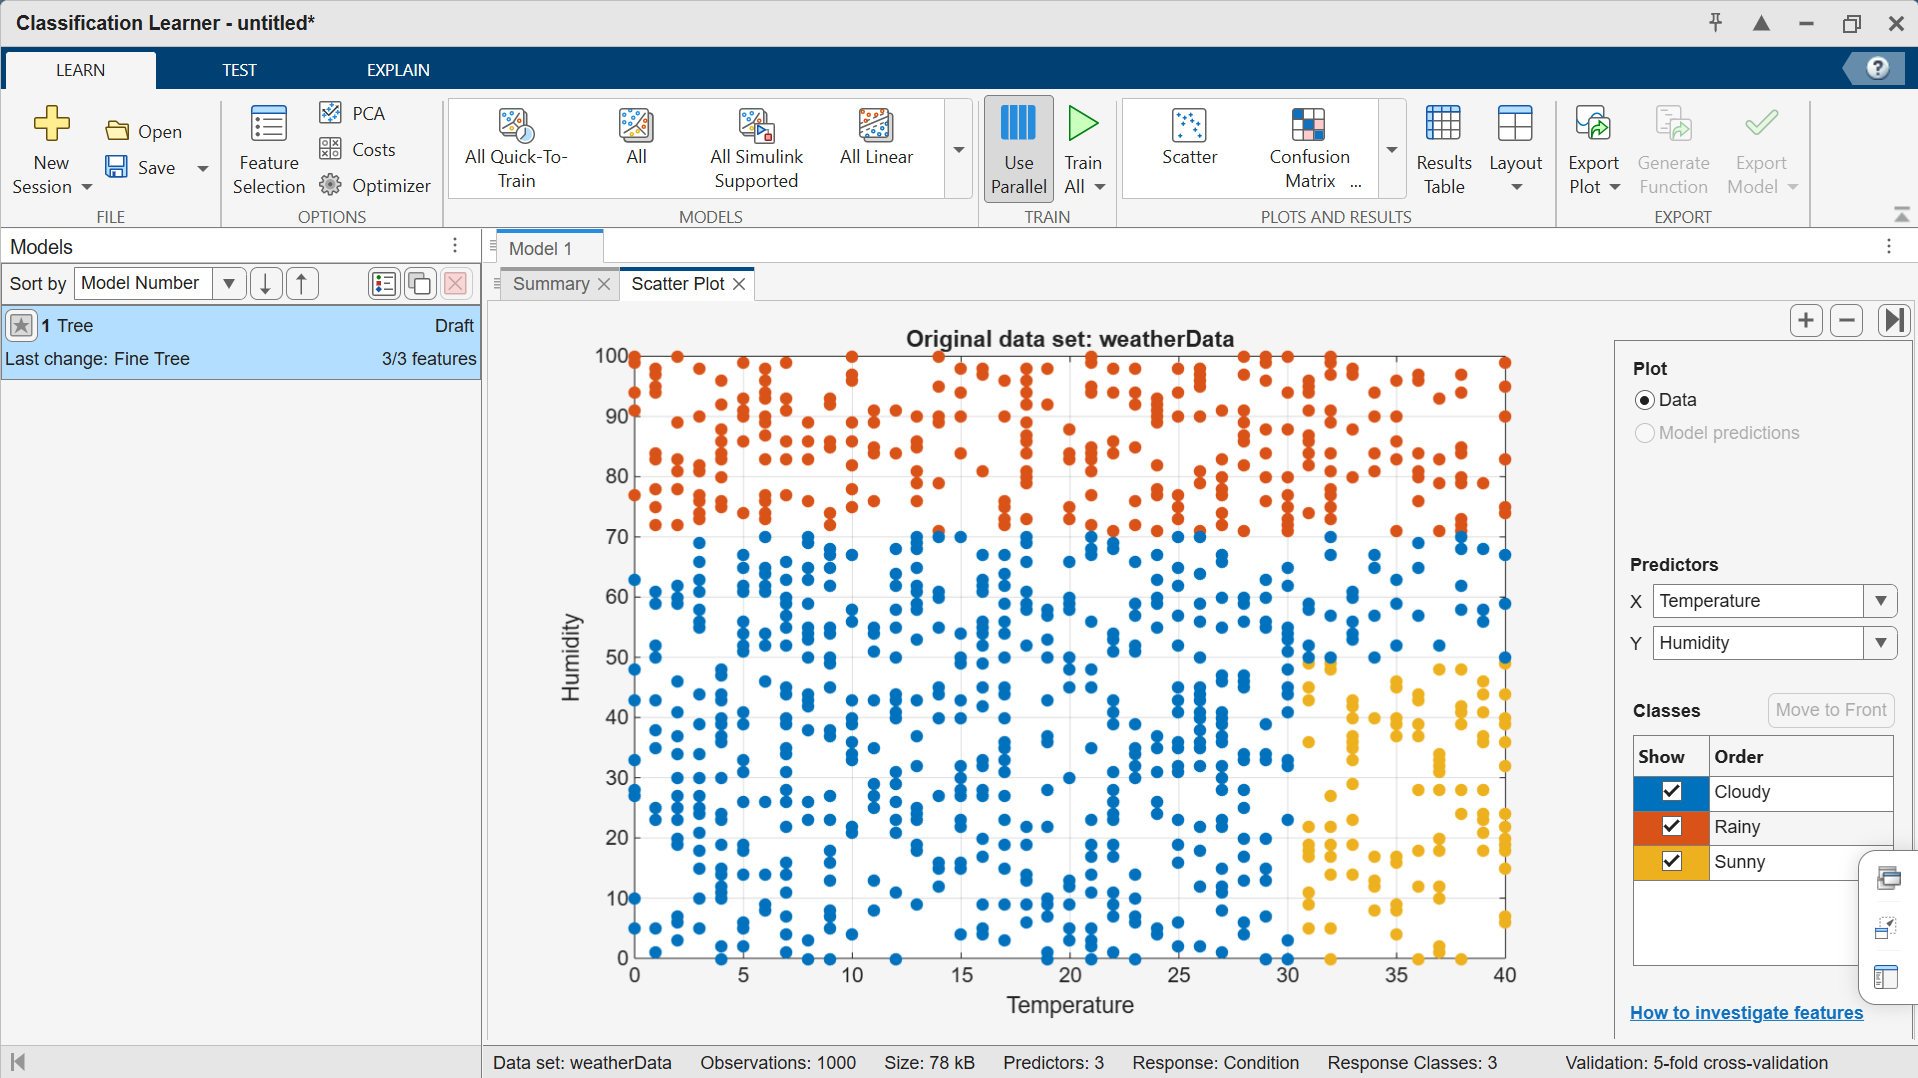 Classification Learner - untitled*
LEARN
TEST
EXPLAIN
New
Session
Open
Save
FILE
Feature
Selection
PCA
Costs
Optimizer
OPTIONS
All Quick-To-
Train
All
All Simulink
Supported
All Linear
MODELS
Use
Parallel
Train
All
TRAIN
Scatter
Confusion
Matrix ...
Results
Table
Layout
PLOTS AND RESULTS
Export
Plot
Generate
Function
Export
Model
EXPORT
Models
Sort by Model Number
1 Tree Draft
Last change: Fine Tree 3/3 features
Model 1
Summary
Scatter Plot
Original data set: weatherData
100
90
80
70
60
50
40
30
20
10
0
Humidity
0 5 10 15 20 25 30 35 40
Temperature
Plot
Data
Model predictions
Predictors
X Temperature
Y Humidity
Classes Move to Front
Show Order
Cloudy
Rainy
Sunny
How to investigate features
Data set: weatherData Observations: 1000 Size: 78 kB Predictors: 3 Response: Condition Response Classes: 3 Validation: 5-fold cross-validation